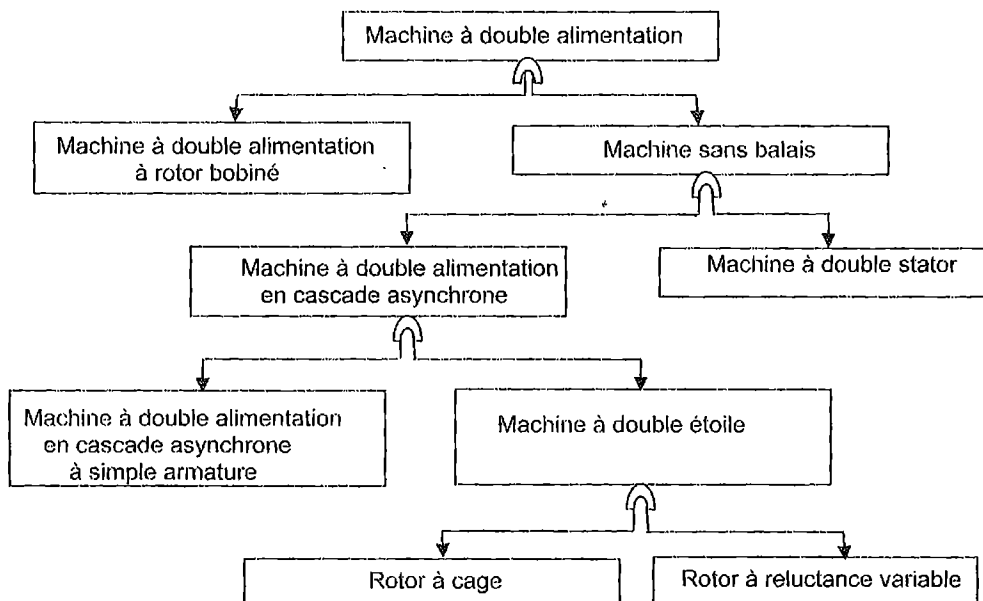 Machine à double alimentation
Machine à double alimentation
à rotor bobiné
Machine sans balais
Machine à double alimentation
en cascade asynchrone
Machine à double stator
Machine à double alimentation
en cascade asynchrone
à simple armature
Machine à double étoile
Rotor à cage
Rotor à reluctance variable